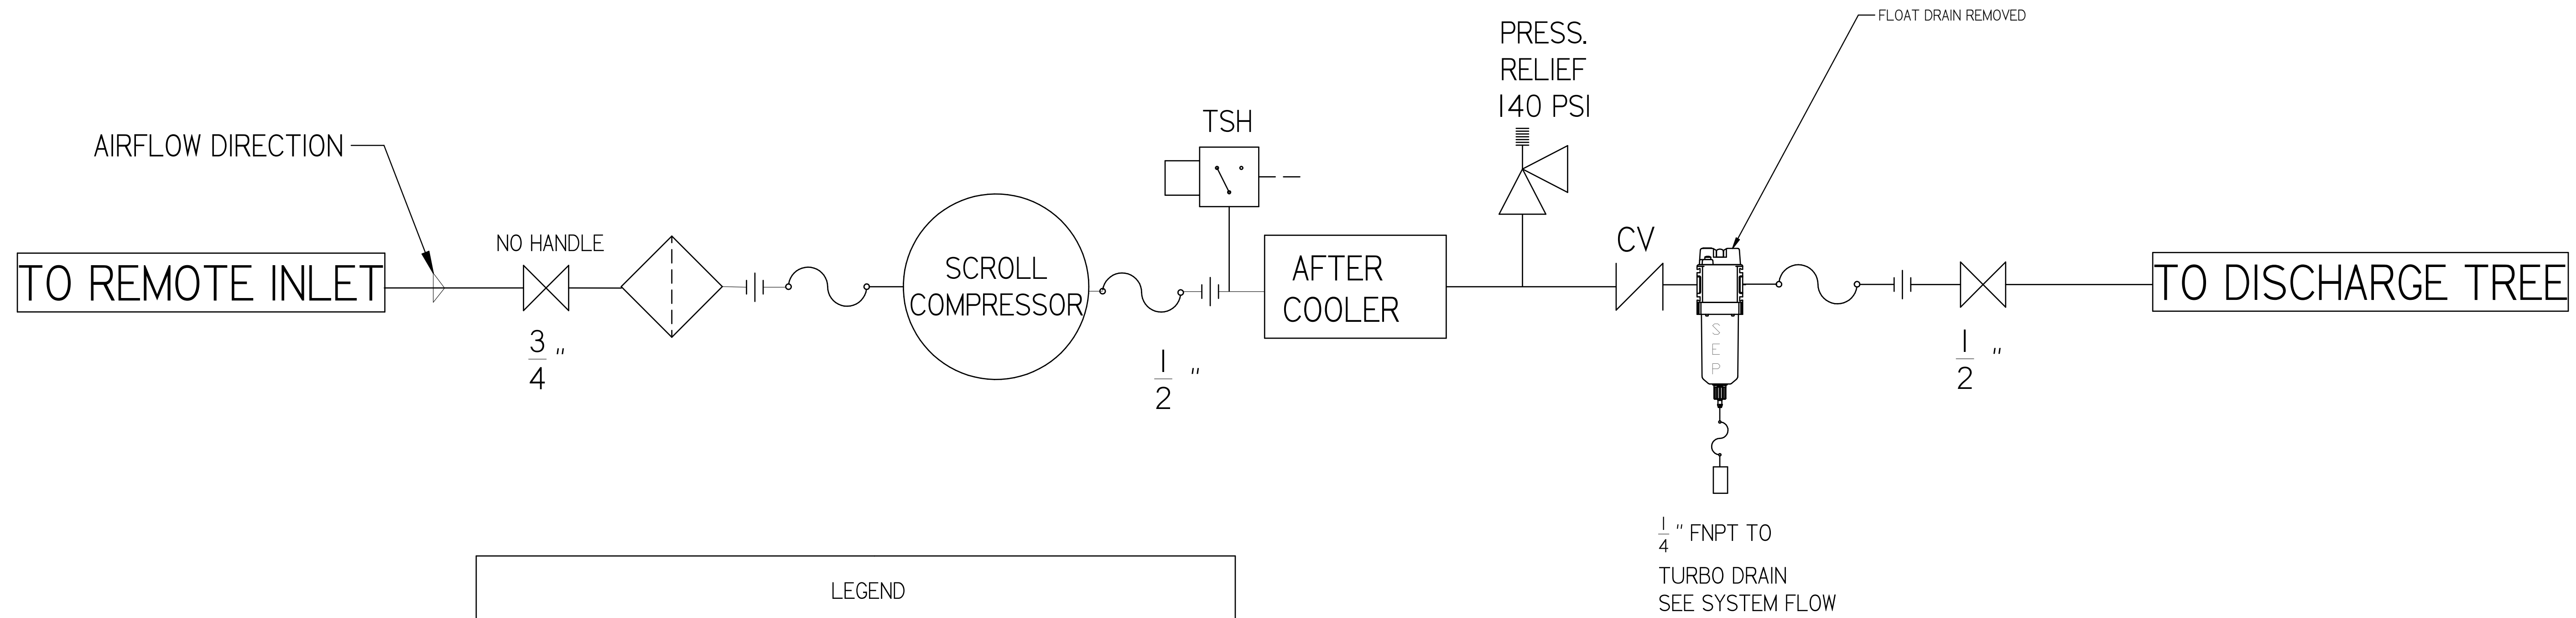 FLOAT DRAIN REMOVED
PRESS.
RELIEF
140 PSI
TSH
AIRFLOW DIRECTION
NO HANDLE
CV
TO REMOTE INLET
SCROLL
COMPRESSOR
AFTER
COOLER
TO DISCHARGE TREE
S
E
P
3/4 "
1/2 "
1/2 "
1/4 " FNPT TO
TURBO DRAIN
SEE SYSTEM FLOW
LEGEND